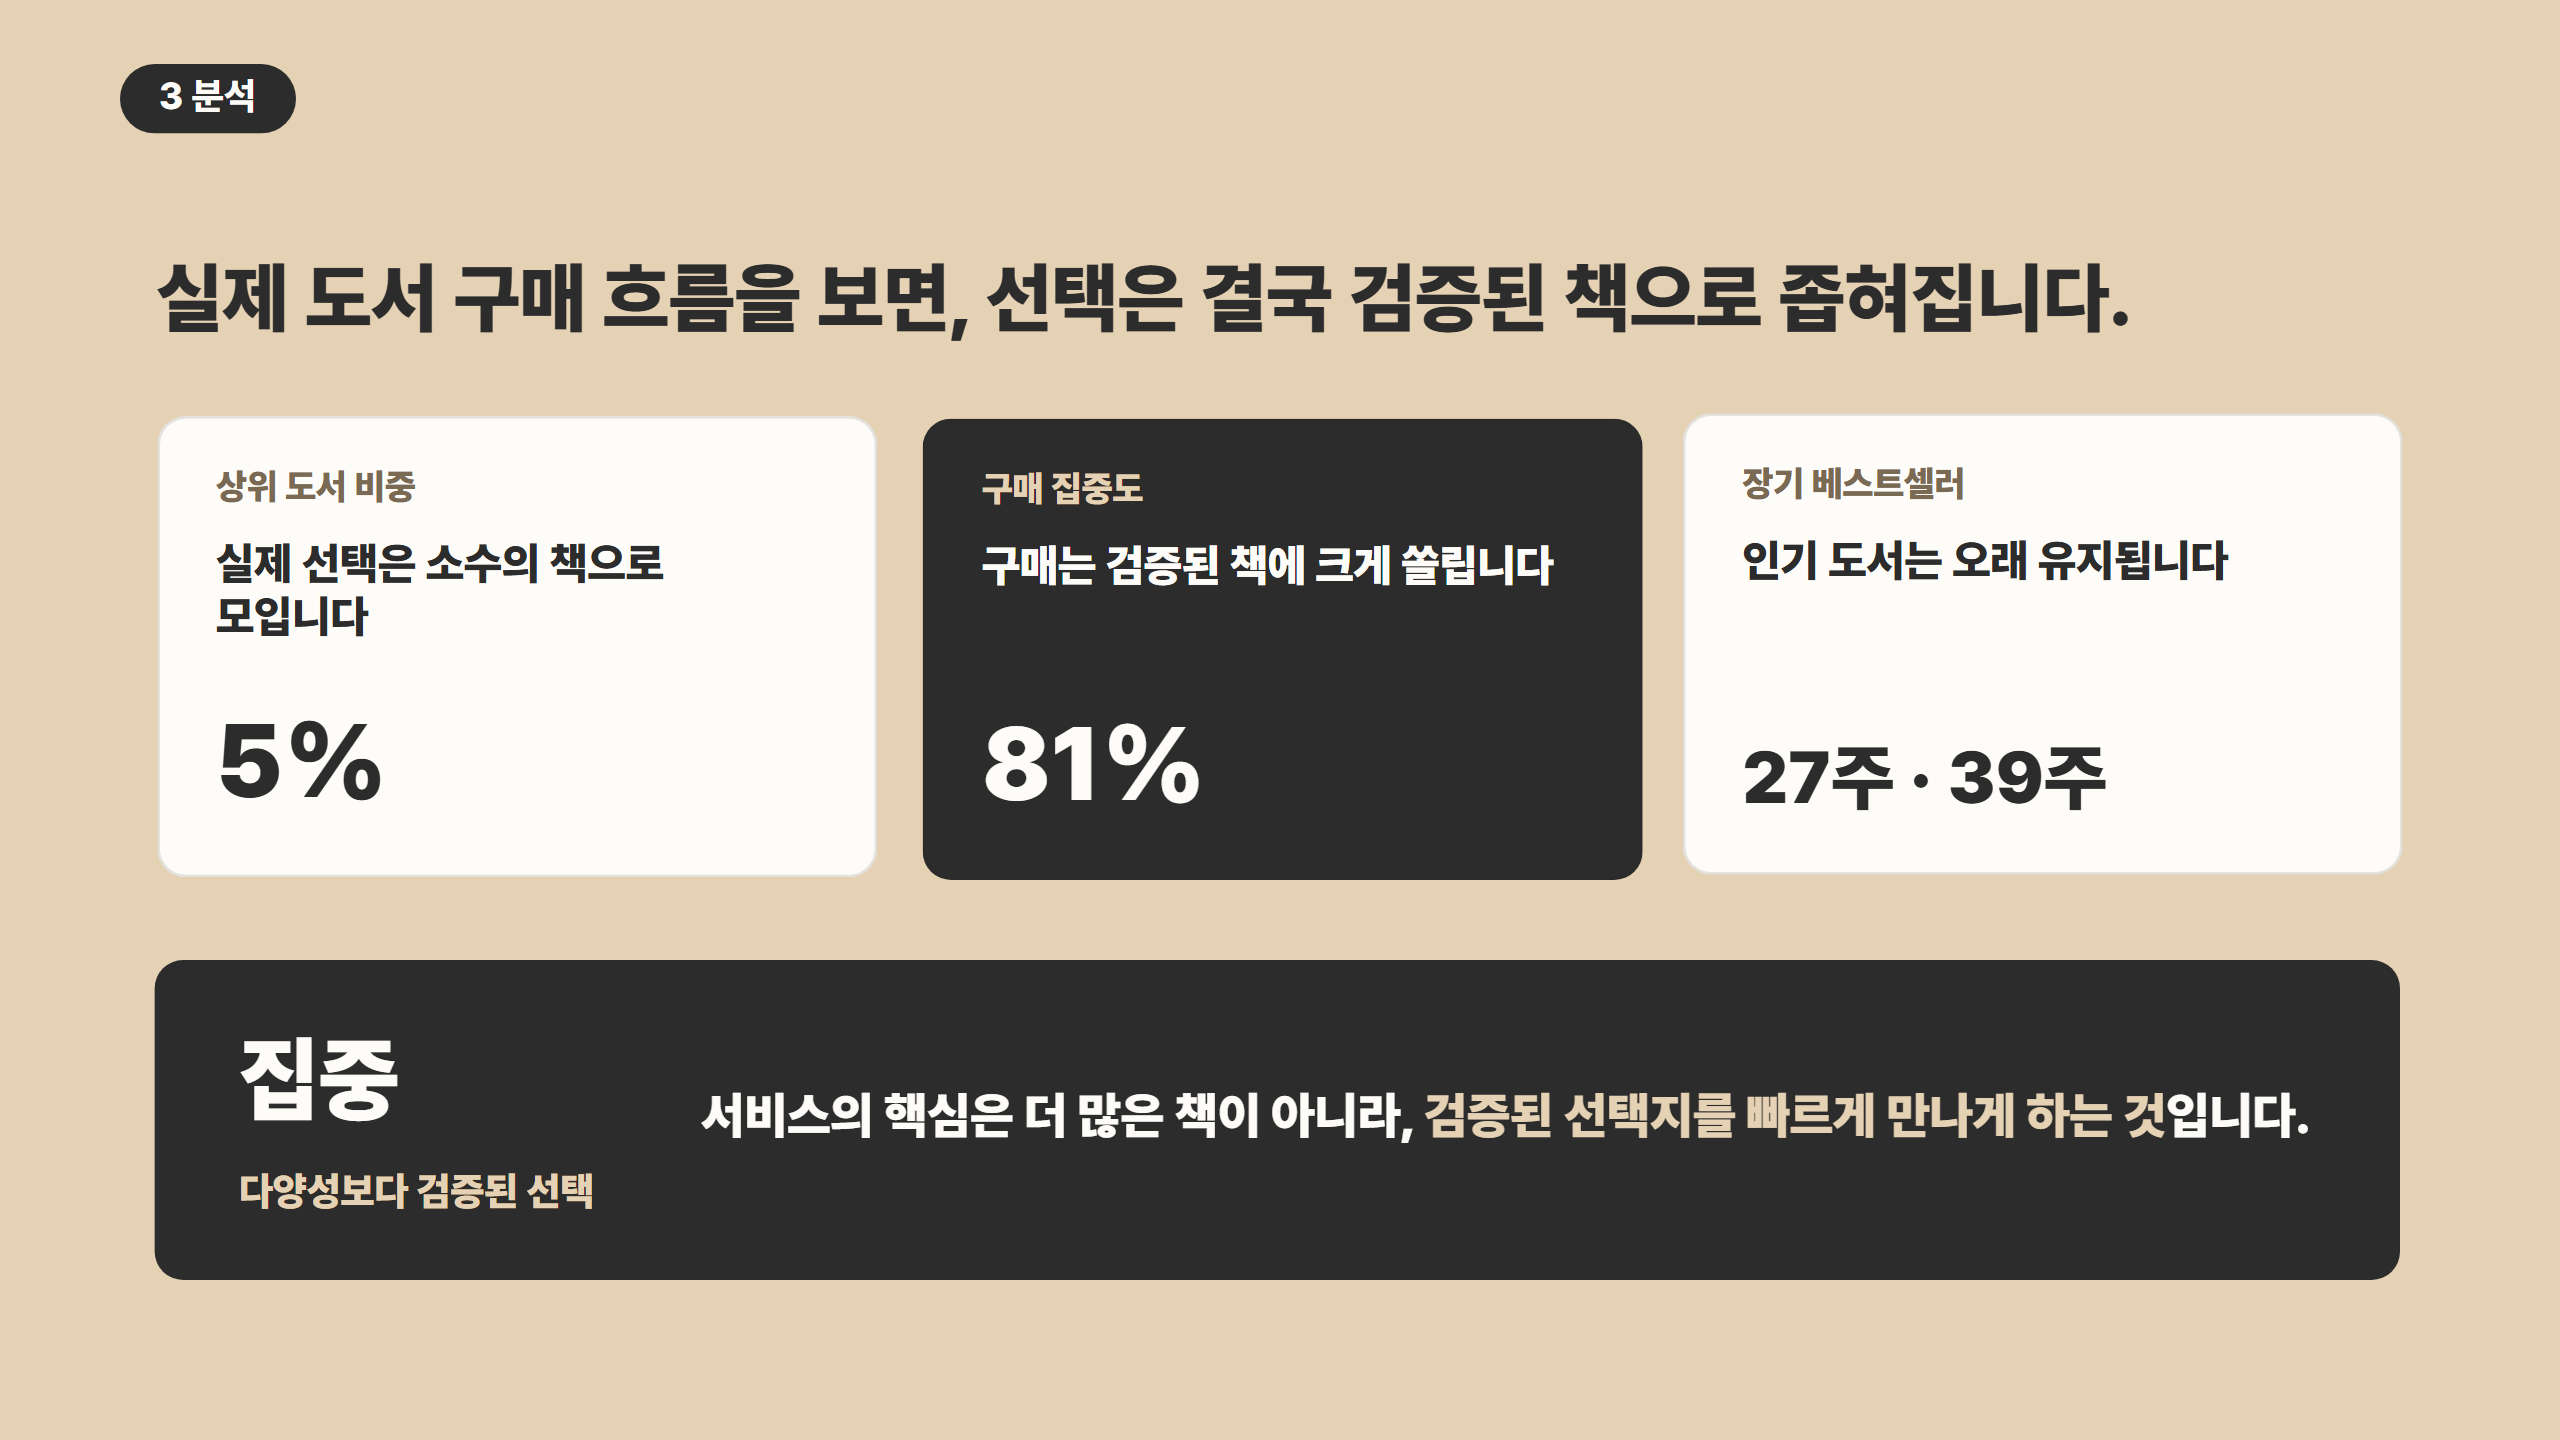 3 분석
실제 도서 구매 흐름을 보면, 선택은 결국 검증된 책으로 좁혀집니다.
상위 도서 비중
실제 선택은 소수의 책으로
모입니다
5%
구매 집중도
구매는 검증된 책에 크게 쏠립니다
81%
장기 베스트셀러
인기 도서는 오래 유지됩니다
27주 · 39주
집중
다양성보다 검증된 선택
서비스의 핵심은 더 많은 책이 아니라, 검증된 선택지를 빠르게 만나게 하는 것입니다.